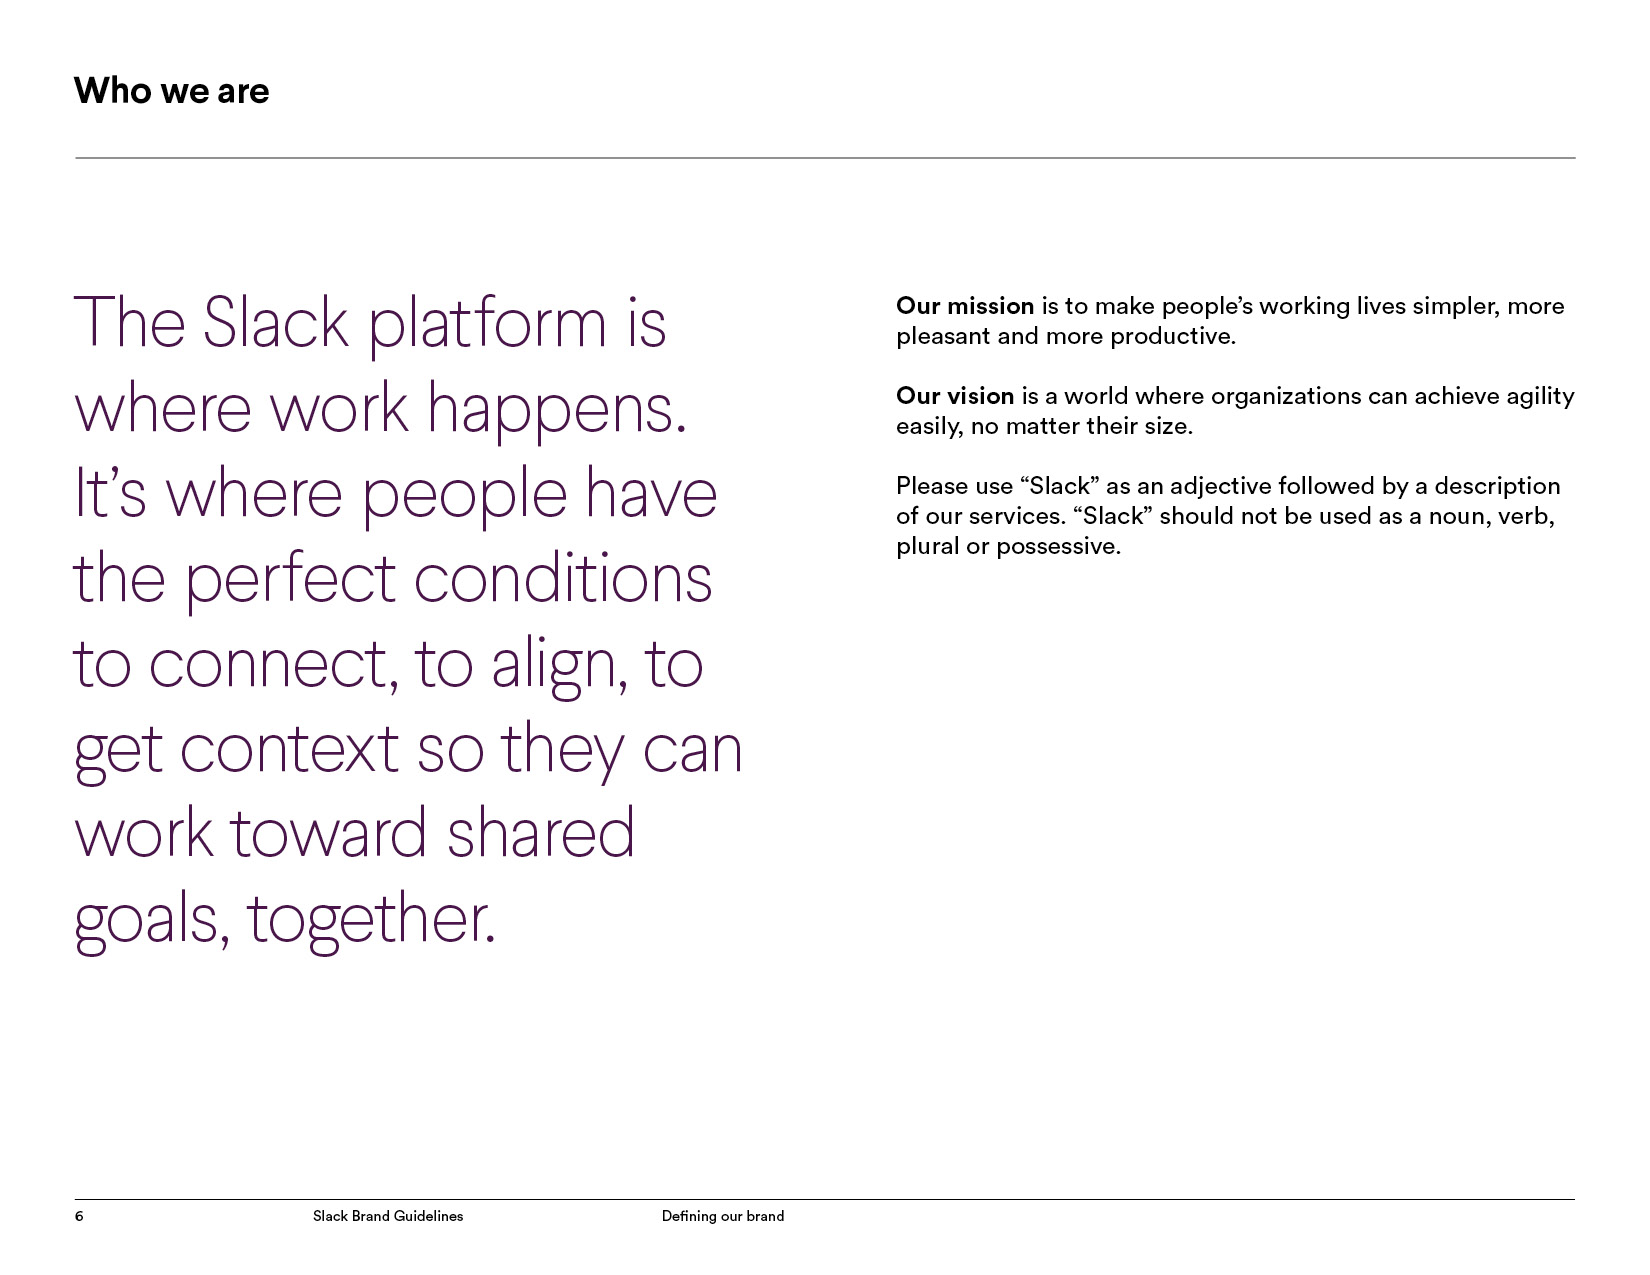 Who we are
The Slack platform is
where work happens.
It’s where people have
the perfect conditions
to connect, to align, to
get context so they can
work toward shared
goals, together.
Our mission is to make people’s working lives simpler, more
pleasant and more productive.
Our vision is a world where organizations can achieve agility
easily, no matter their size.
Please use “Slack” as an adjective followed by a description
of our services. “Slack” should not be used as a noun, verb,
plural or possessive.
6
Slack Brand Guidelines
Defining our brand